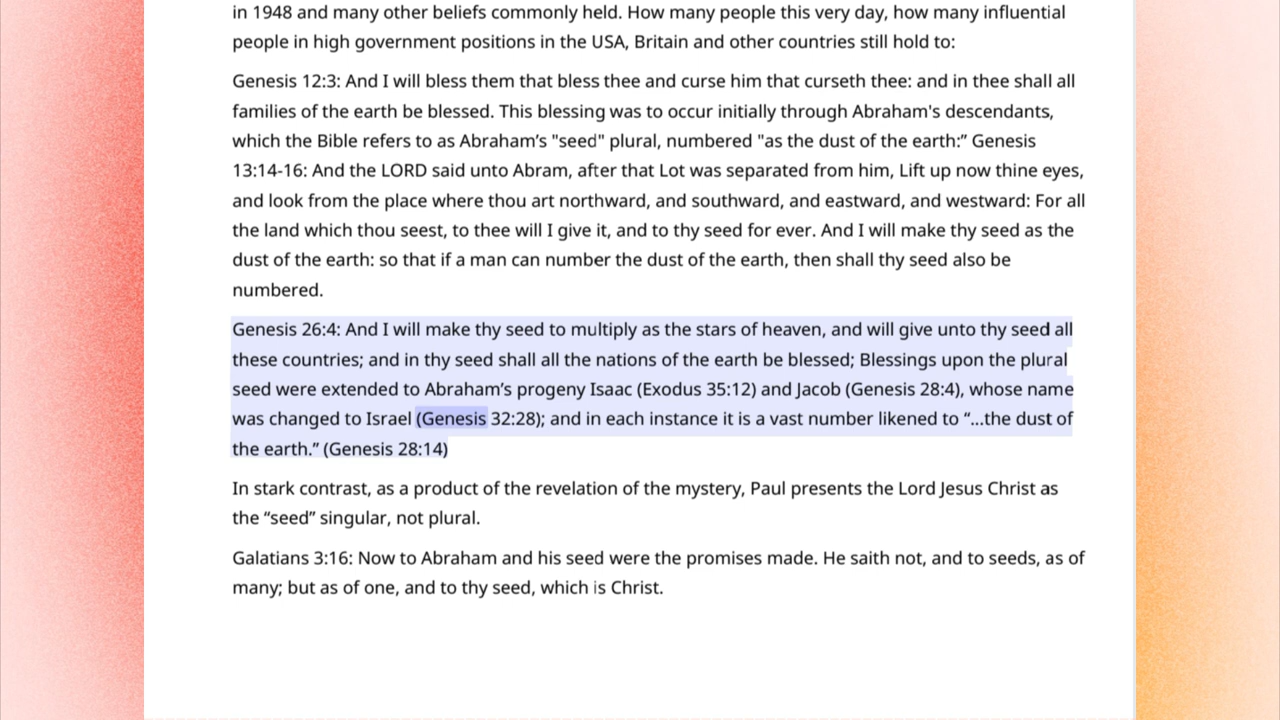 in 1948 and many other beliefs commonly held. How many people this very day, how many influential
people in high government positions in the USA, Britain and other countries still hold to:
Genesis 12:3: And I will bless them that bless thee and curse him that curseth thee: and in thee shall all
families of the earth be blessed. This blessing was to occur initially through Abraham's descendants,
which the Bible refers to as Abraham’s "seed" plural, numbered "as the dust of the earth:” Genesis
13:14-16: And the LORD said unto Abram, after that Lot was separated from him, Lift up now thine eyes,
and look from the place where thou art northward, and southward, and eastward, and westward: For all
the land which thou seest, to thee will I give it, and to thy seed for ever. And I will make thy seed as the
dust of the earth: so that if a man can number the dust of the earth, then shall thy seed also be
numbered.
Genesis 26:4: And I will make thy seed to multiply as the stars of heaven, and will give unto thy seed all
these countries; and in thy seed shall all the nations of the earth be blessed; Blessings upon the plural
seed were extended to Abraham’s progeny Isaac (Exodus 35:12) and Jacob (Genesis 28:4), whose name
was changed to Israel (Genesis 32:28); and in each instance it is a vast number likened to “...the dust of
the earth.” (Genesis 28:14)
In stark contrast, as a product of the revelation of the mystery, Paul presents the Lord Jesus Christ as
the “seed” singular, not plural.
Galatians 3:16: Now to Abraham and his seed were the promises made. He saith not, and to seeds, as of
many; but as of one, and to thy seed, which is Christ.